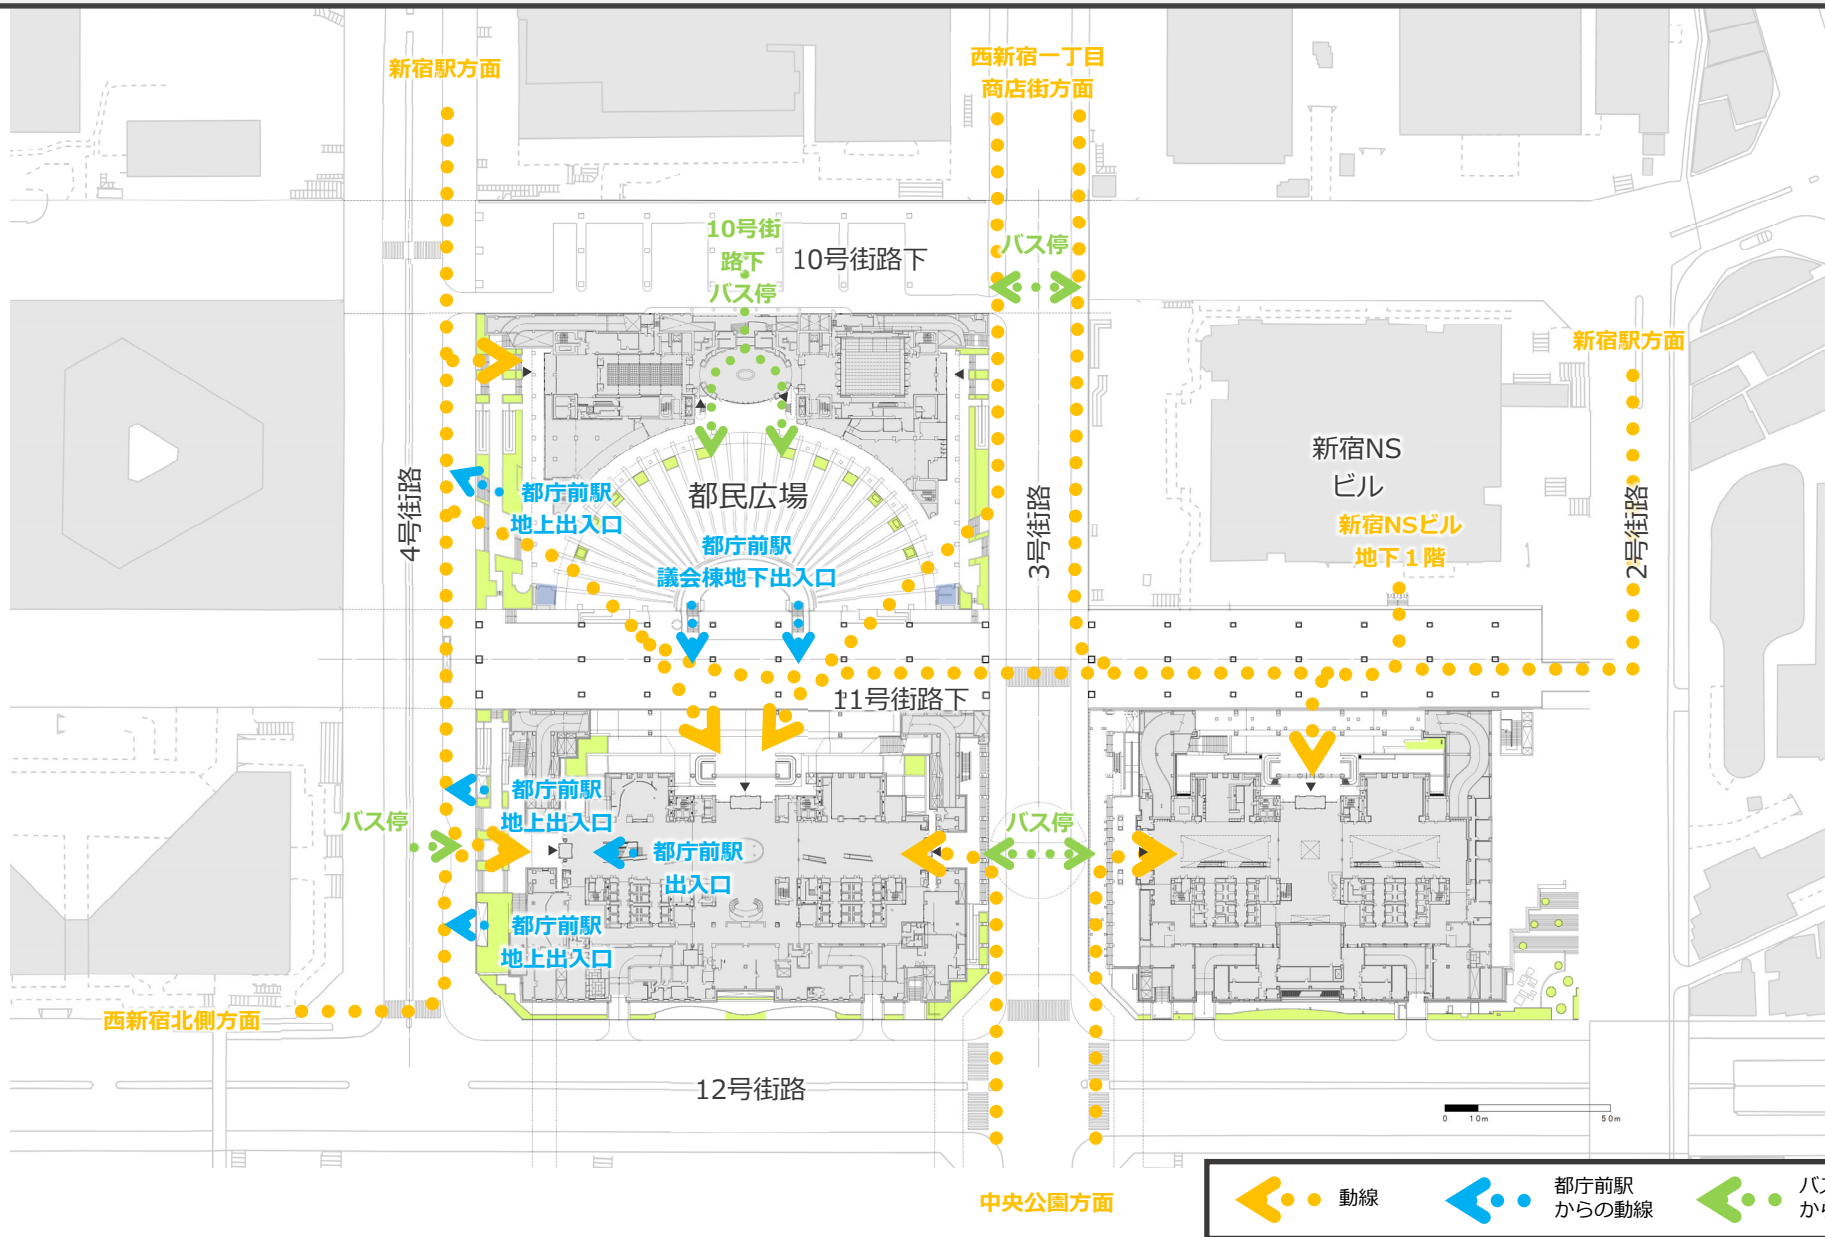 新宿駅方面
西新宿一丁目
商店街方面
10号街
路下
バス停
10号街路下
バス停
新宿駅方面
新宿NS
ビル
新宿NSビル
地下１階
4号街路
都庁前駅
地上出入口
都民広場
都庁前駅
議会棟地下出入口
3号街路
2号街路
11号街路下
都庁前駅
地上出入口
バス停
都庁前駅
出入口
バス停
都庁前駅
地上出入口
西新宿北側方面
12号街路
0 10m 50m
中央公園方面
動線
都庁前駅
からの動線
バス
から